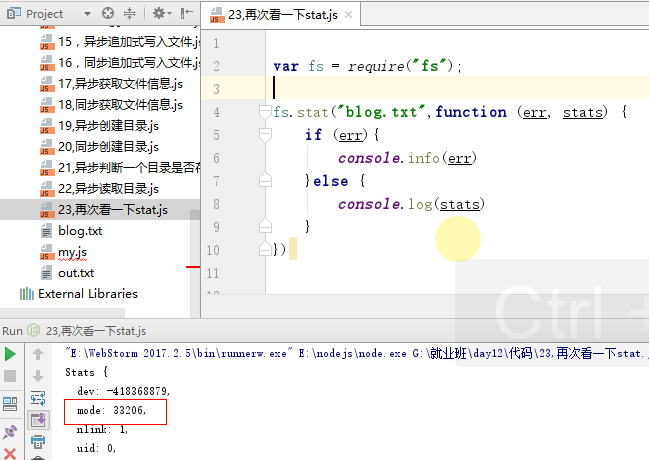 Project
23,再次看一下stat.js
15，异步追加式写入文件.js
16，同步追加式写入文件.js
17,异步获取文件信息.js
18,同步获取文件信息.js
19,异步创建目录.js
20,同步创建目录.js
21,异步判断一个目录是否存
22,异步读取目录.js
23,再次看一下stat.js
blog.txt
my.js
out.txt
External Libraries
1
2 var fs = require("fs");
3
4 fs.stat("blog.txt",function (err, stats) {
5 if (err){
6 console.info(err)
7 }else {
8 console.log(stats)
9 }
10 })
11
12
Ctrl +
Run 23,再次看一下stat.js
"E:\WebStorm 2017.2.5\bin\runnerw.exe" E:\nodejs\node.exe G:\就业班\day12\代码\23,再次看一下stat.
Stats {
dev: -418368879,
mode: 33206,
nlink: 1,
uid: 0,